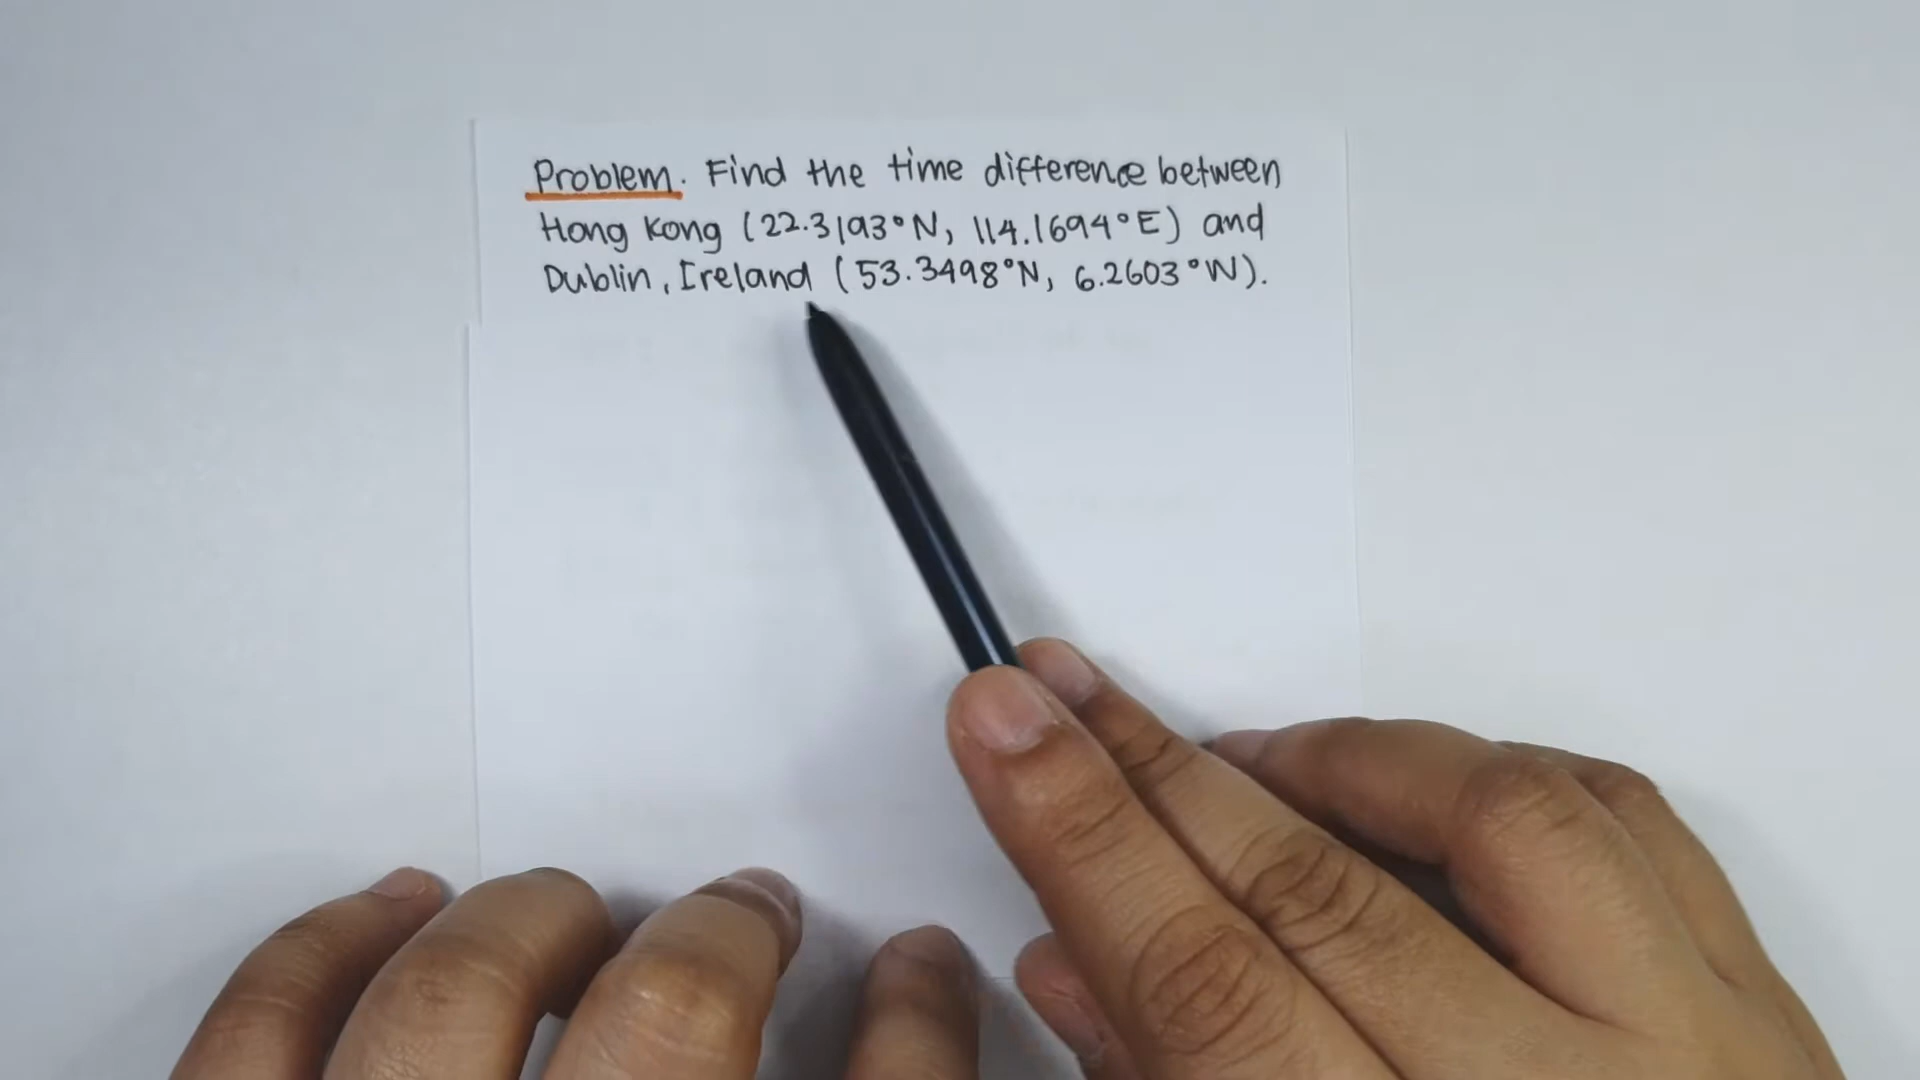 Problem. Find the time difference between
Hong Kong (22.3193°N, 114.1694°E) and
Dublin, Ireland (53.3498°N, 6.2603°W).